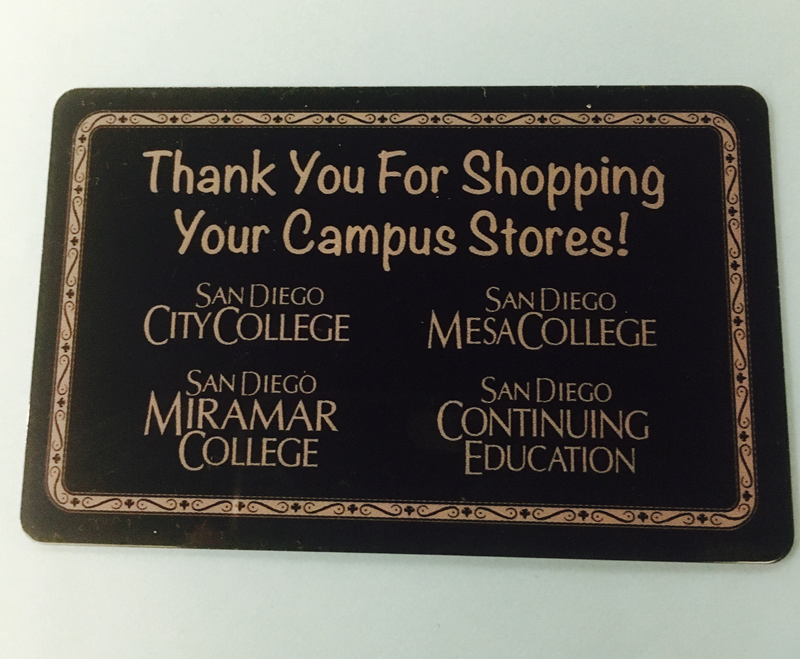 Thank You For Shopping
Your Campus Stores!
SAN DIEGO
CITY COLLEGE
SAN DIEGO
MESA COLLEGE
SAN DIEGO
MIRAMAR
COLLEGE
SAN DIEGO
CONTINUING
EDUCATION